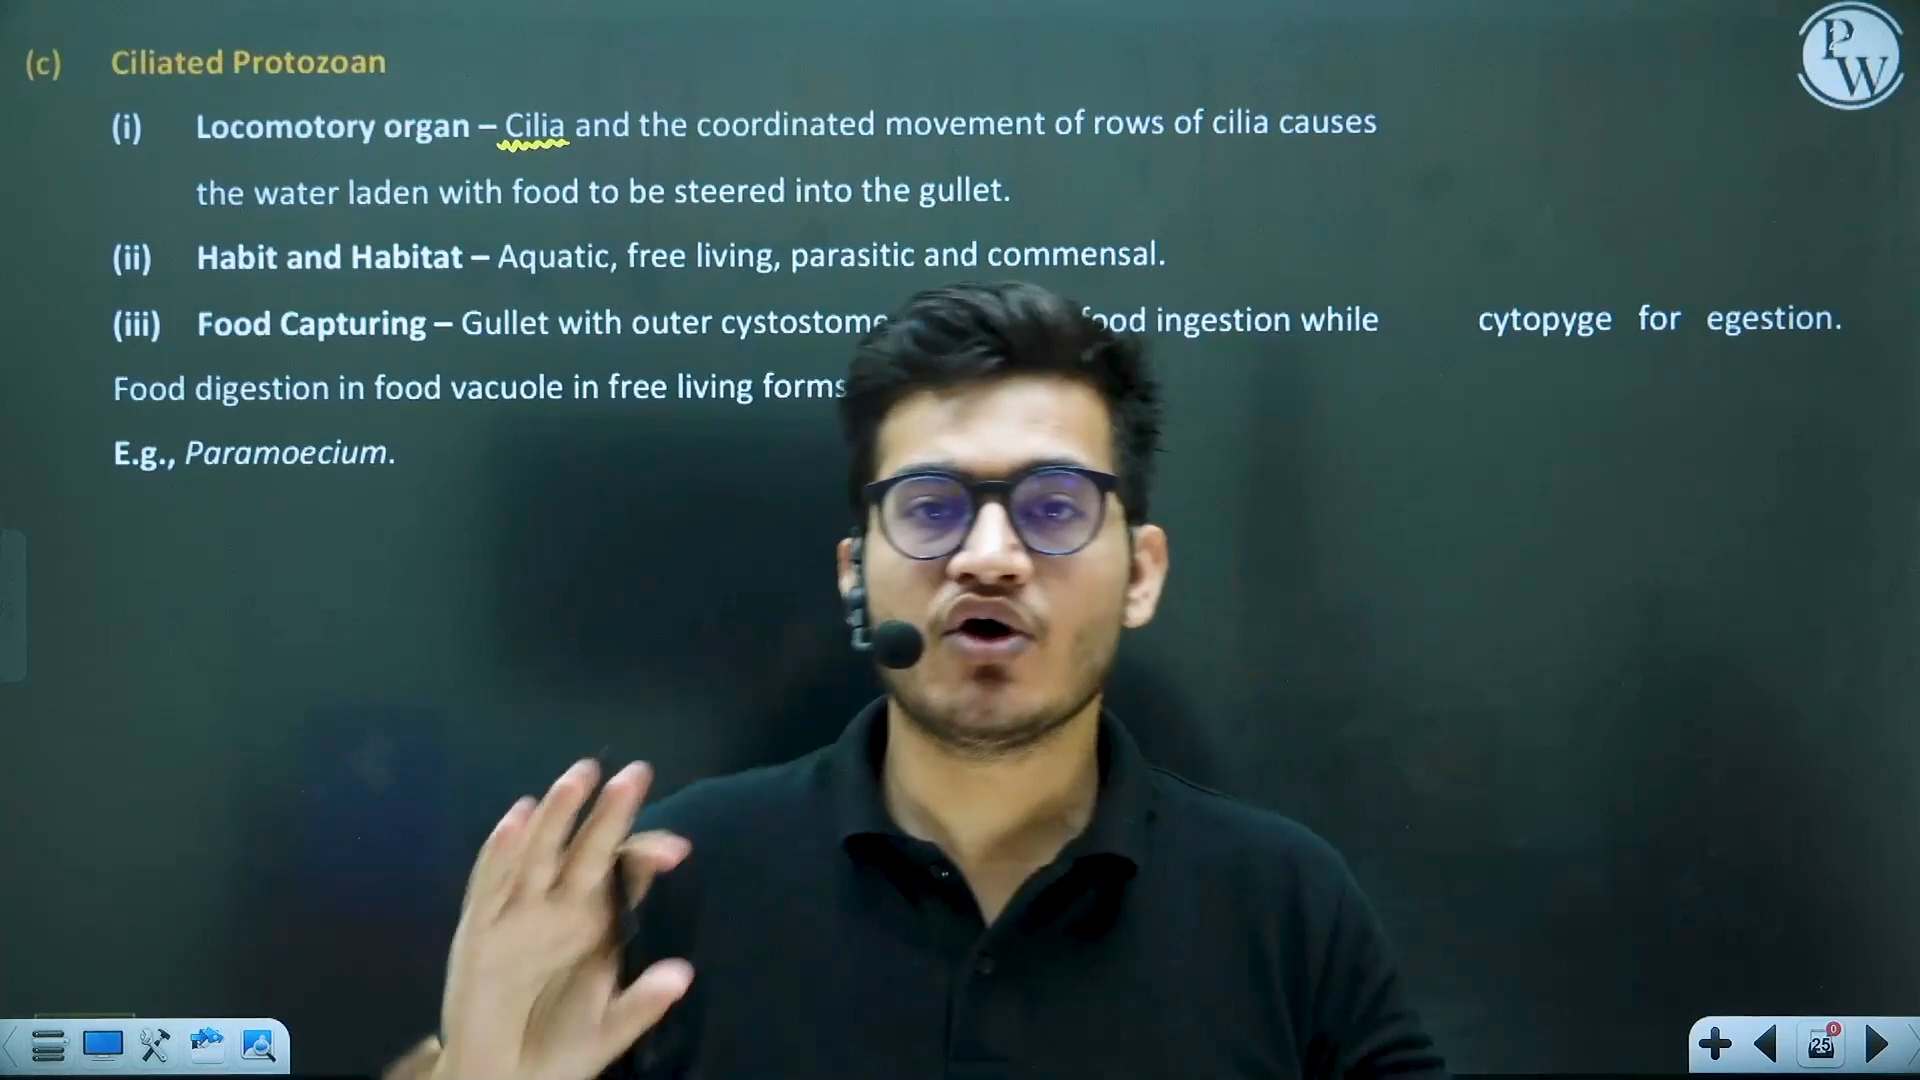 (c) Ciliated Protozoan
(i) Locomotory organ – Cilia and the coordinated movement of rows of cilia causes
the water laden with food to be steered into the gullet.
(ii) Habit and Habitat – Aquatic, free living, parasitic and commensal.
(iii) Food Capturing – Gullet with outer cystostome food ingestion while cytopyge for egestion.
Food digestion in food vacuole in free living forms
E.g., Paramoecium.
PW
0
25